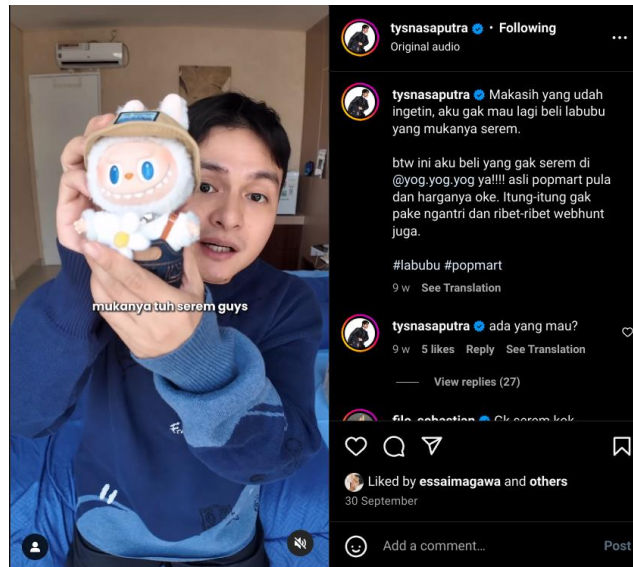 tysnasaputra • Following
Original audio
tysnasaputra Makasih yang udah
ingetin, aku gak mau lagi beli labubu
yang mukanya serem.
btw ini aku beli yang gak serem di
@yog.yog.yog ya!!!! asli popmart pula
dan harganya oke. Itung-itung gak
pake ngantri dan ribet-ribet webhunt
juga.
#labubu #popmart
9 w See Translation
mukanya tuh serem guys
tysnasaputra ada yang mau?
9 w 5 likes Reply See Translation
View replies (27)
Liked by essaimagawa and others
30 September
Add a comment...
Post